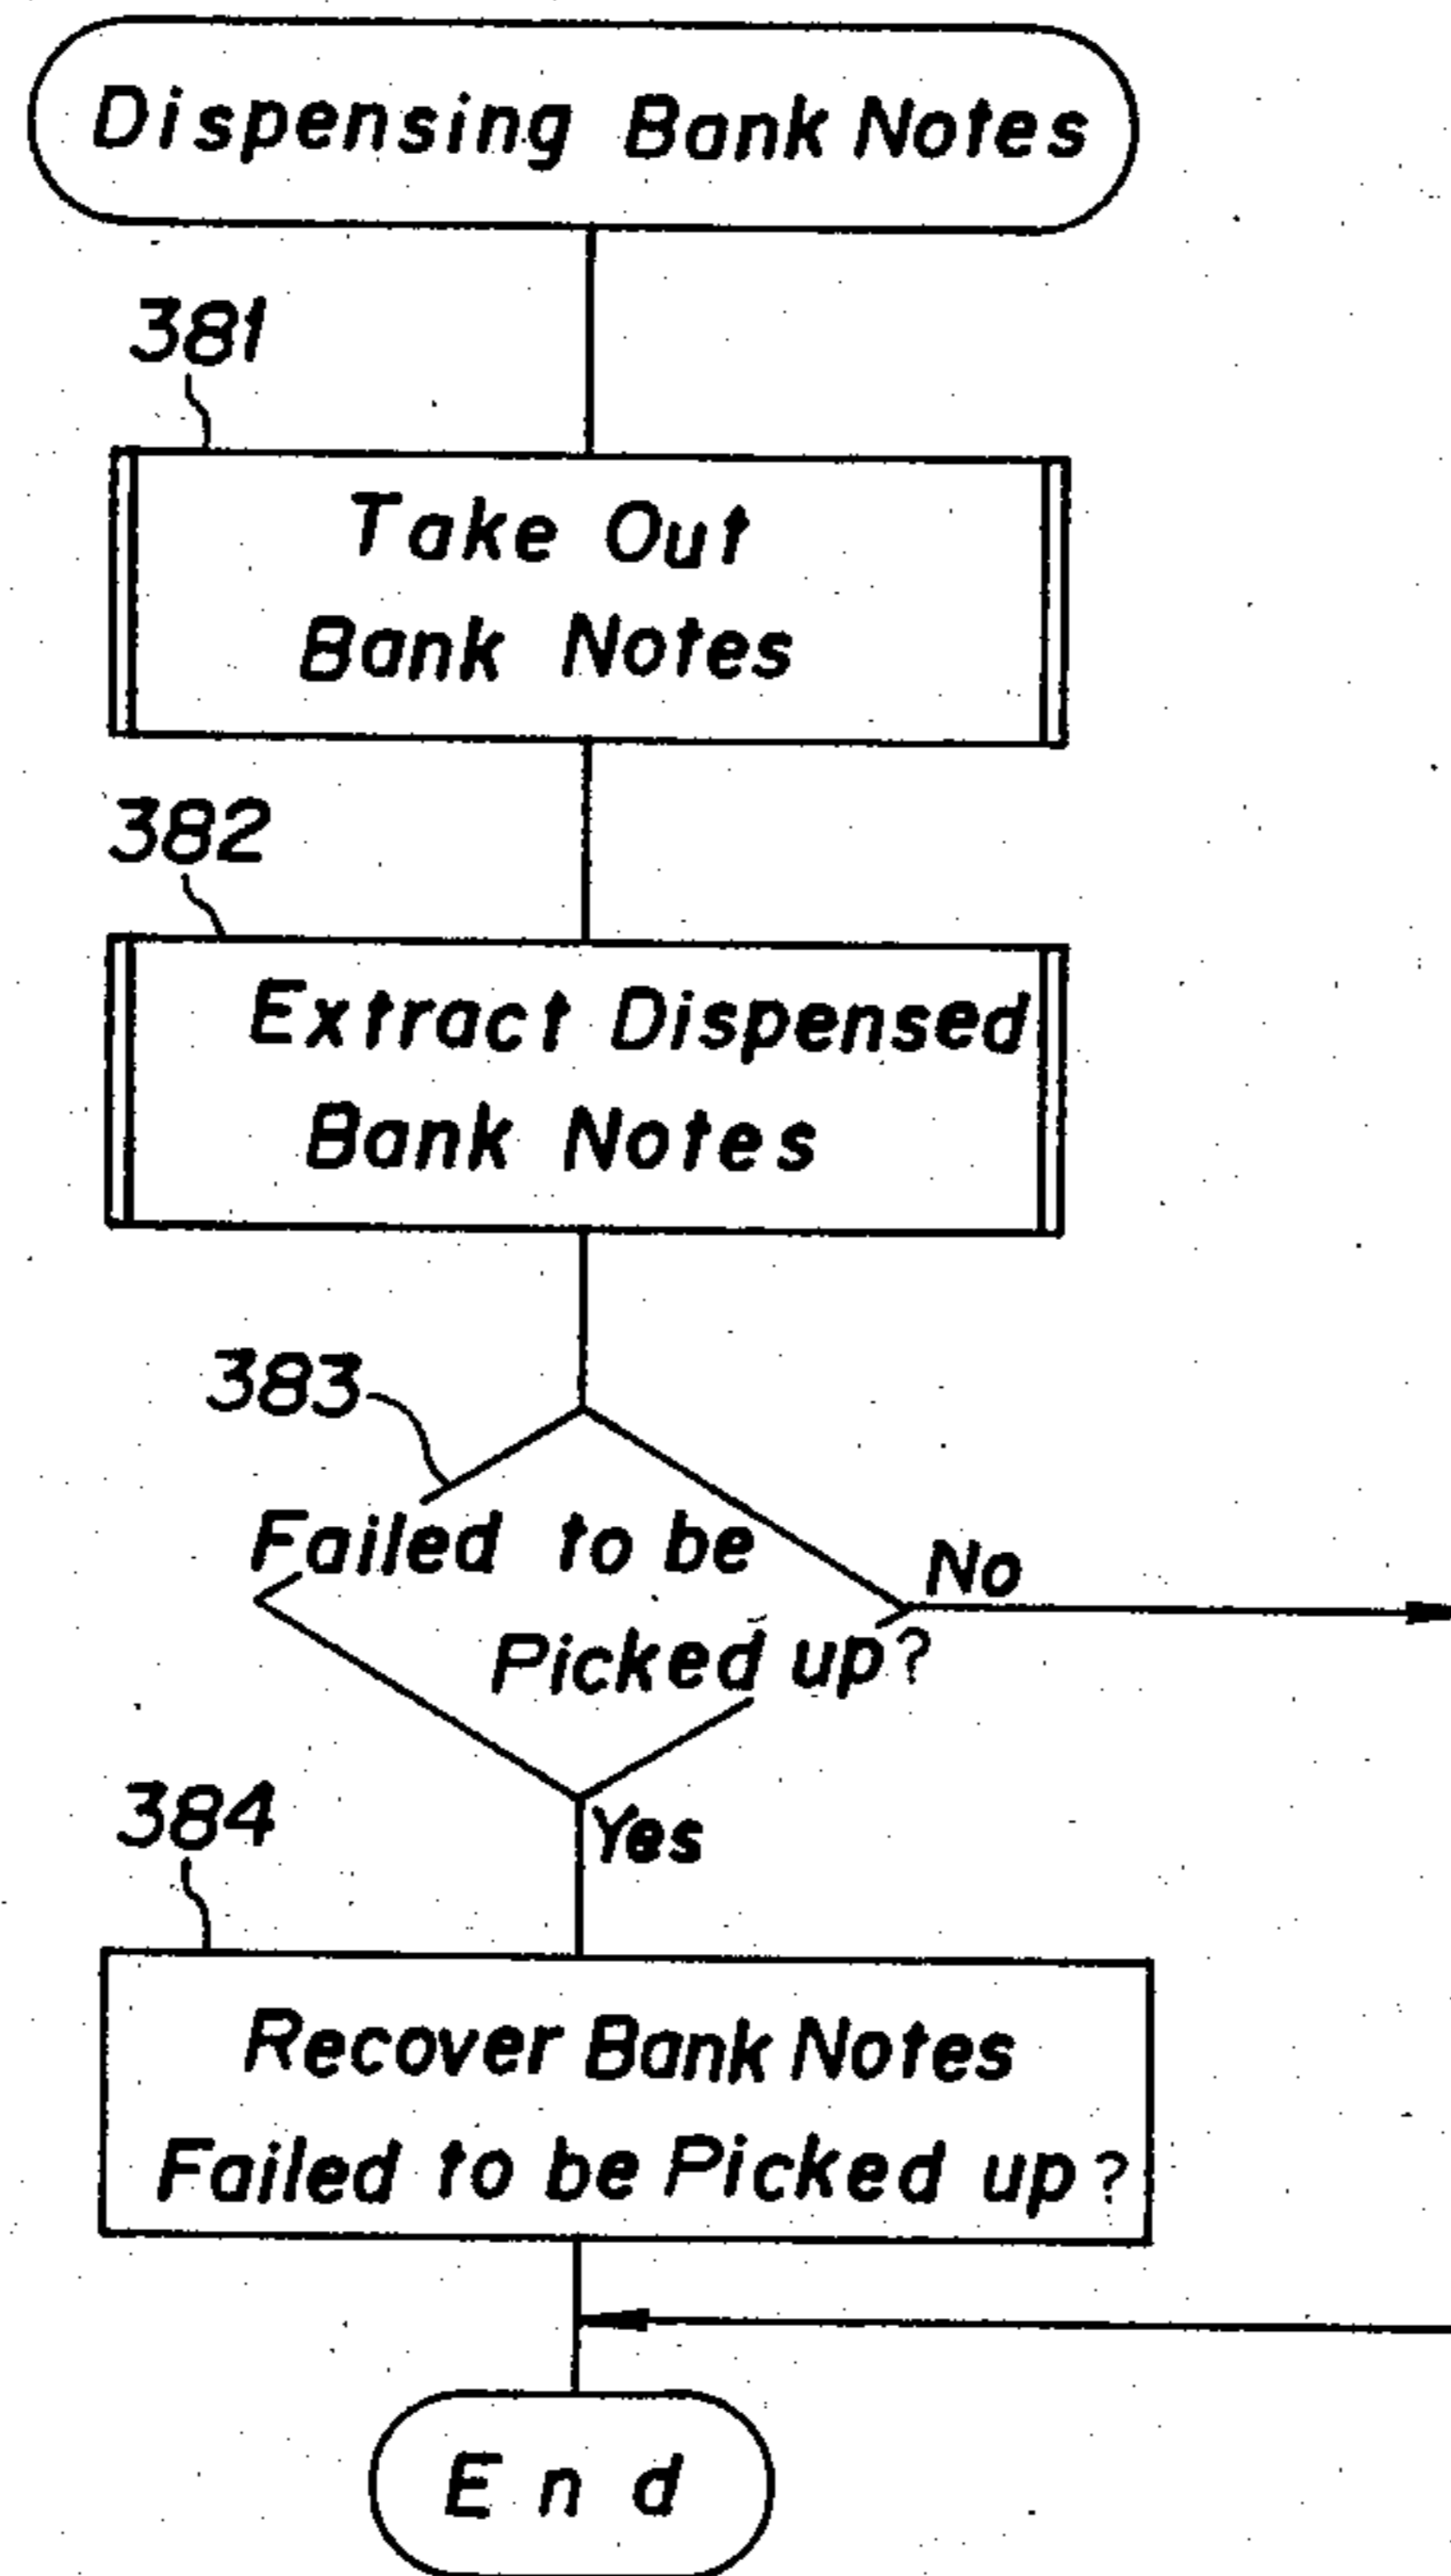 Dispensing Bank Notes
381
Take Out
Bank Notes
382
Extract Dispensed
Bank Notes
383
Failed to be
Picked up?
No
Yes
384
Recover Bank Notes
Failed to be Picked up?
End